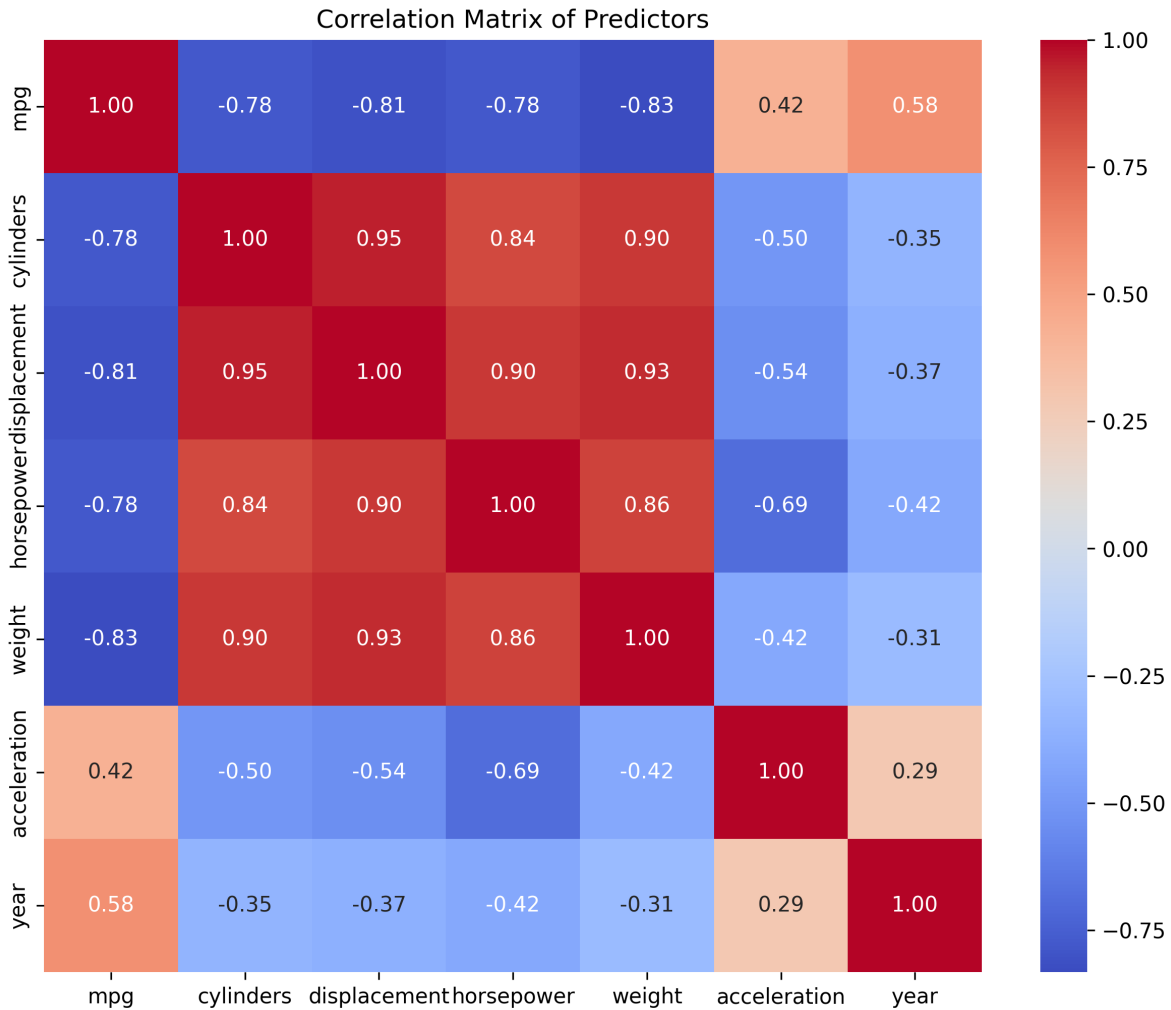 Correlation Matrix of Predictors
mpg 1.00 -0.78 -0.81 -0.78 -0.83 0.42 0.58
cylinders -0.78 1.00 0.95 0.84 0.90 -0.50 -0.35
displacement -0.81 0.95 1.00 0.90 0.93 -0.54 -0.37
horsepower -0.78 0.84 0.90 1.00 0.86 -0.69 -0.42
weight -0.83 0.90 0.93 0.86 1.00 -0.42 -0.31
acceleration 0.42 -0.50 -0.54 -0.69 -0.42 1.00 0.29
year 0.58 -0.35 -0.37 -0.42 -0.31 0.29 1.00
mpg cylinders displacement horsepower weight acceleration year
1.00
0.75
0.50
0.25
0.00
−0.25
−0.50
−0.75